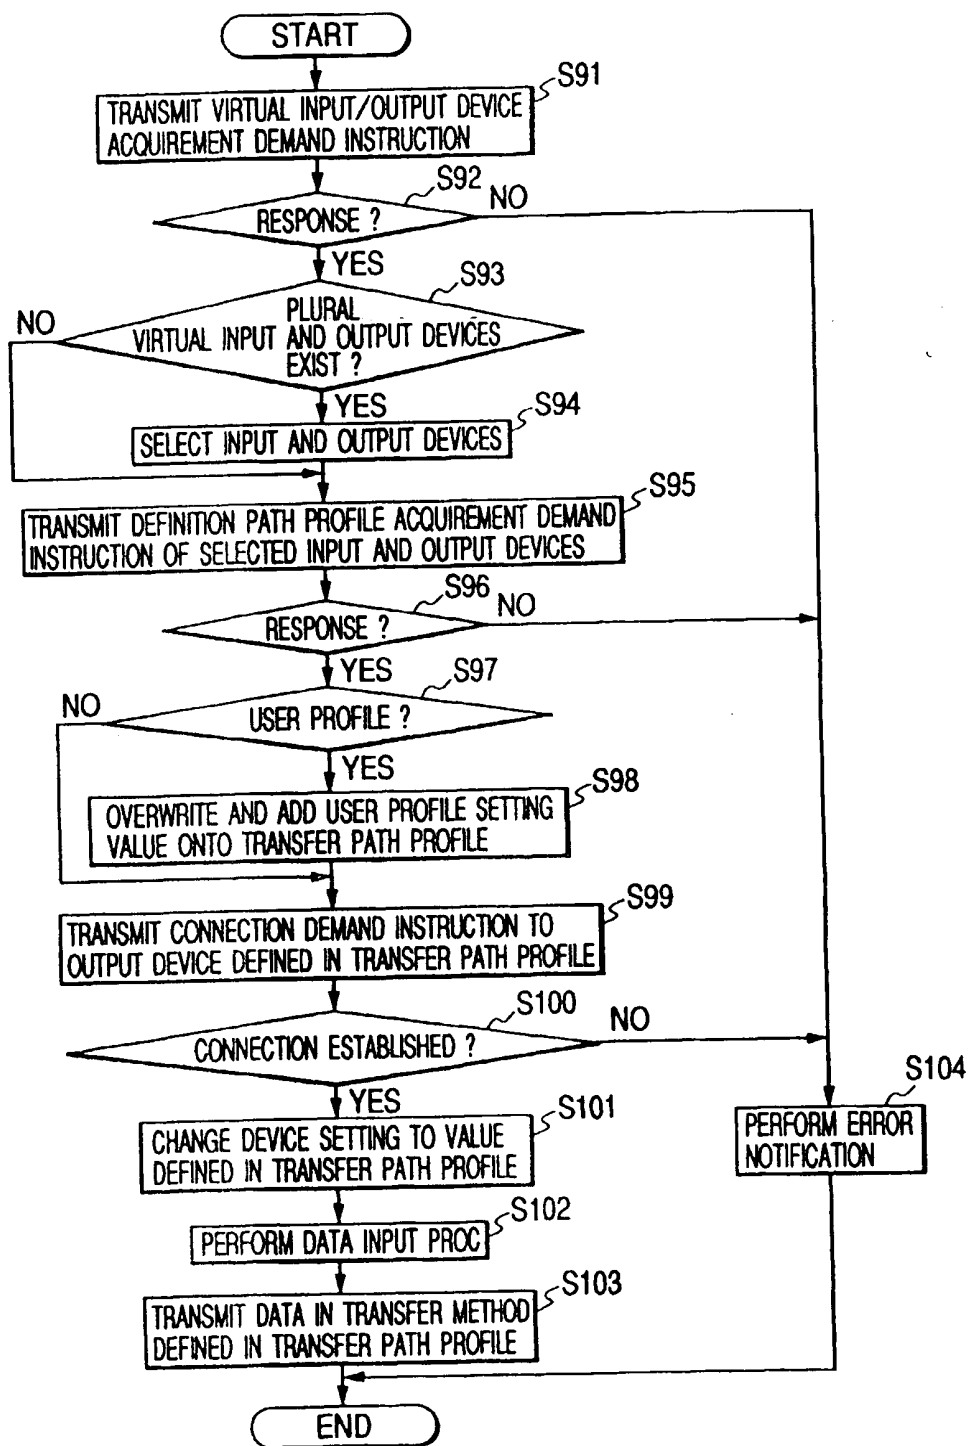 START
S91
TRANSMIT VIRTUAL INPUT/OUTPUT DEVICE
ACQUIREMENT DEMAND INSTRUCTION
S92
RESPONSE ?
NO
YES
S93
PLURAL
VIRTUAL INPUT AND OUTPUT DEVICES
EXIST ?
NO
YES
S94
SELECT INPUT AND OUTPUT DEVICES
S95
TRANSMIT DEFINITION PATH PROFILE ACQUIREMENT DEMAND
INSTRUCTION OF SELECTED INPUT AND OUTPUT DEVICES
S96
RESPONSE ?
NO
YES
S97
USER PROFILE ?
NO
YES
S98
OVERWRITE AND ADD USER PROFILE SETTING
VALUE ONTO TRANSFER PATH PROFILE
S99
TRANSMIT CONNECTION DEMAND INSTRUCTION TO
OUTPUT DEVICE DEFINED IN TRANSFER PATH PROFILE
S100
CONNECTION ESTABLISHED ?
NO
YES
S101
CHANGE DEVICE SETTING TO VALUE
DEFINED IN TRANSFER PATH PROFILE
S104
PERFORM ERROR
NOTIFICATION
S102
PERFORM DATA INPUT PROC
S103
TRANSMIT DATA IN TRANSFER METHOD
DEFINED IN TRANSFER PATH PROFILE
END